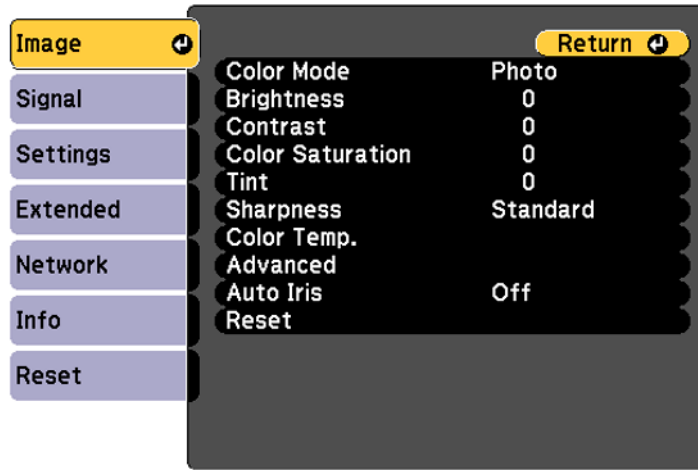 Image
Signal
Settings
Extended
Network
Info
Reset
Return
Color Mode Photo
Brightness 0
Contrast 0
Color Saturation 0
Tint 0
Sharpness Standard
Color Temp.
Advanced
Auto Iris Off
Reset